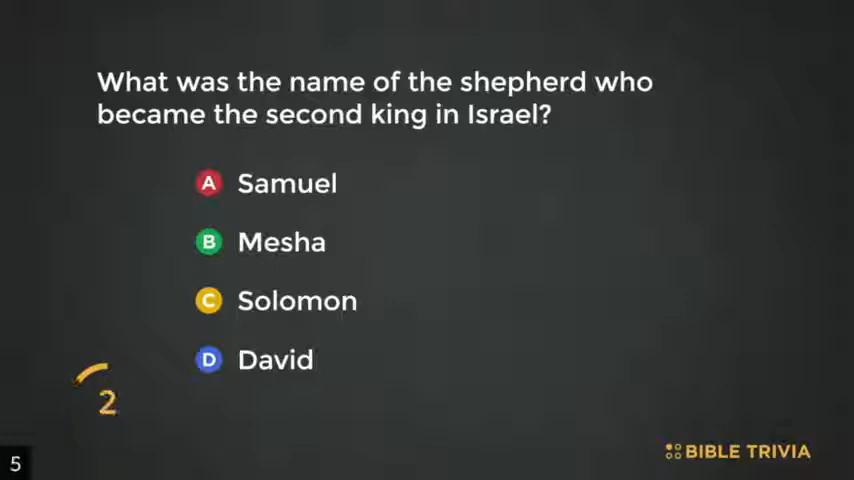 What was the name of the shepherd who
became the second king in Israel?
A Samuel
B Mesha
C Solomon
D David
2
5
BIBLE TRIVIA